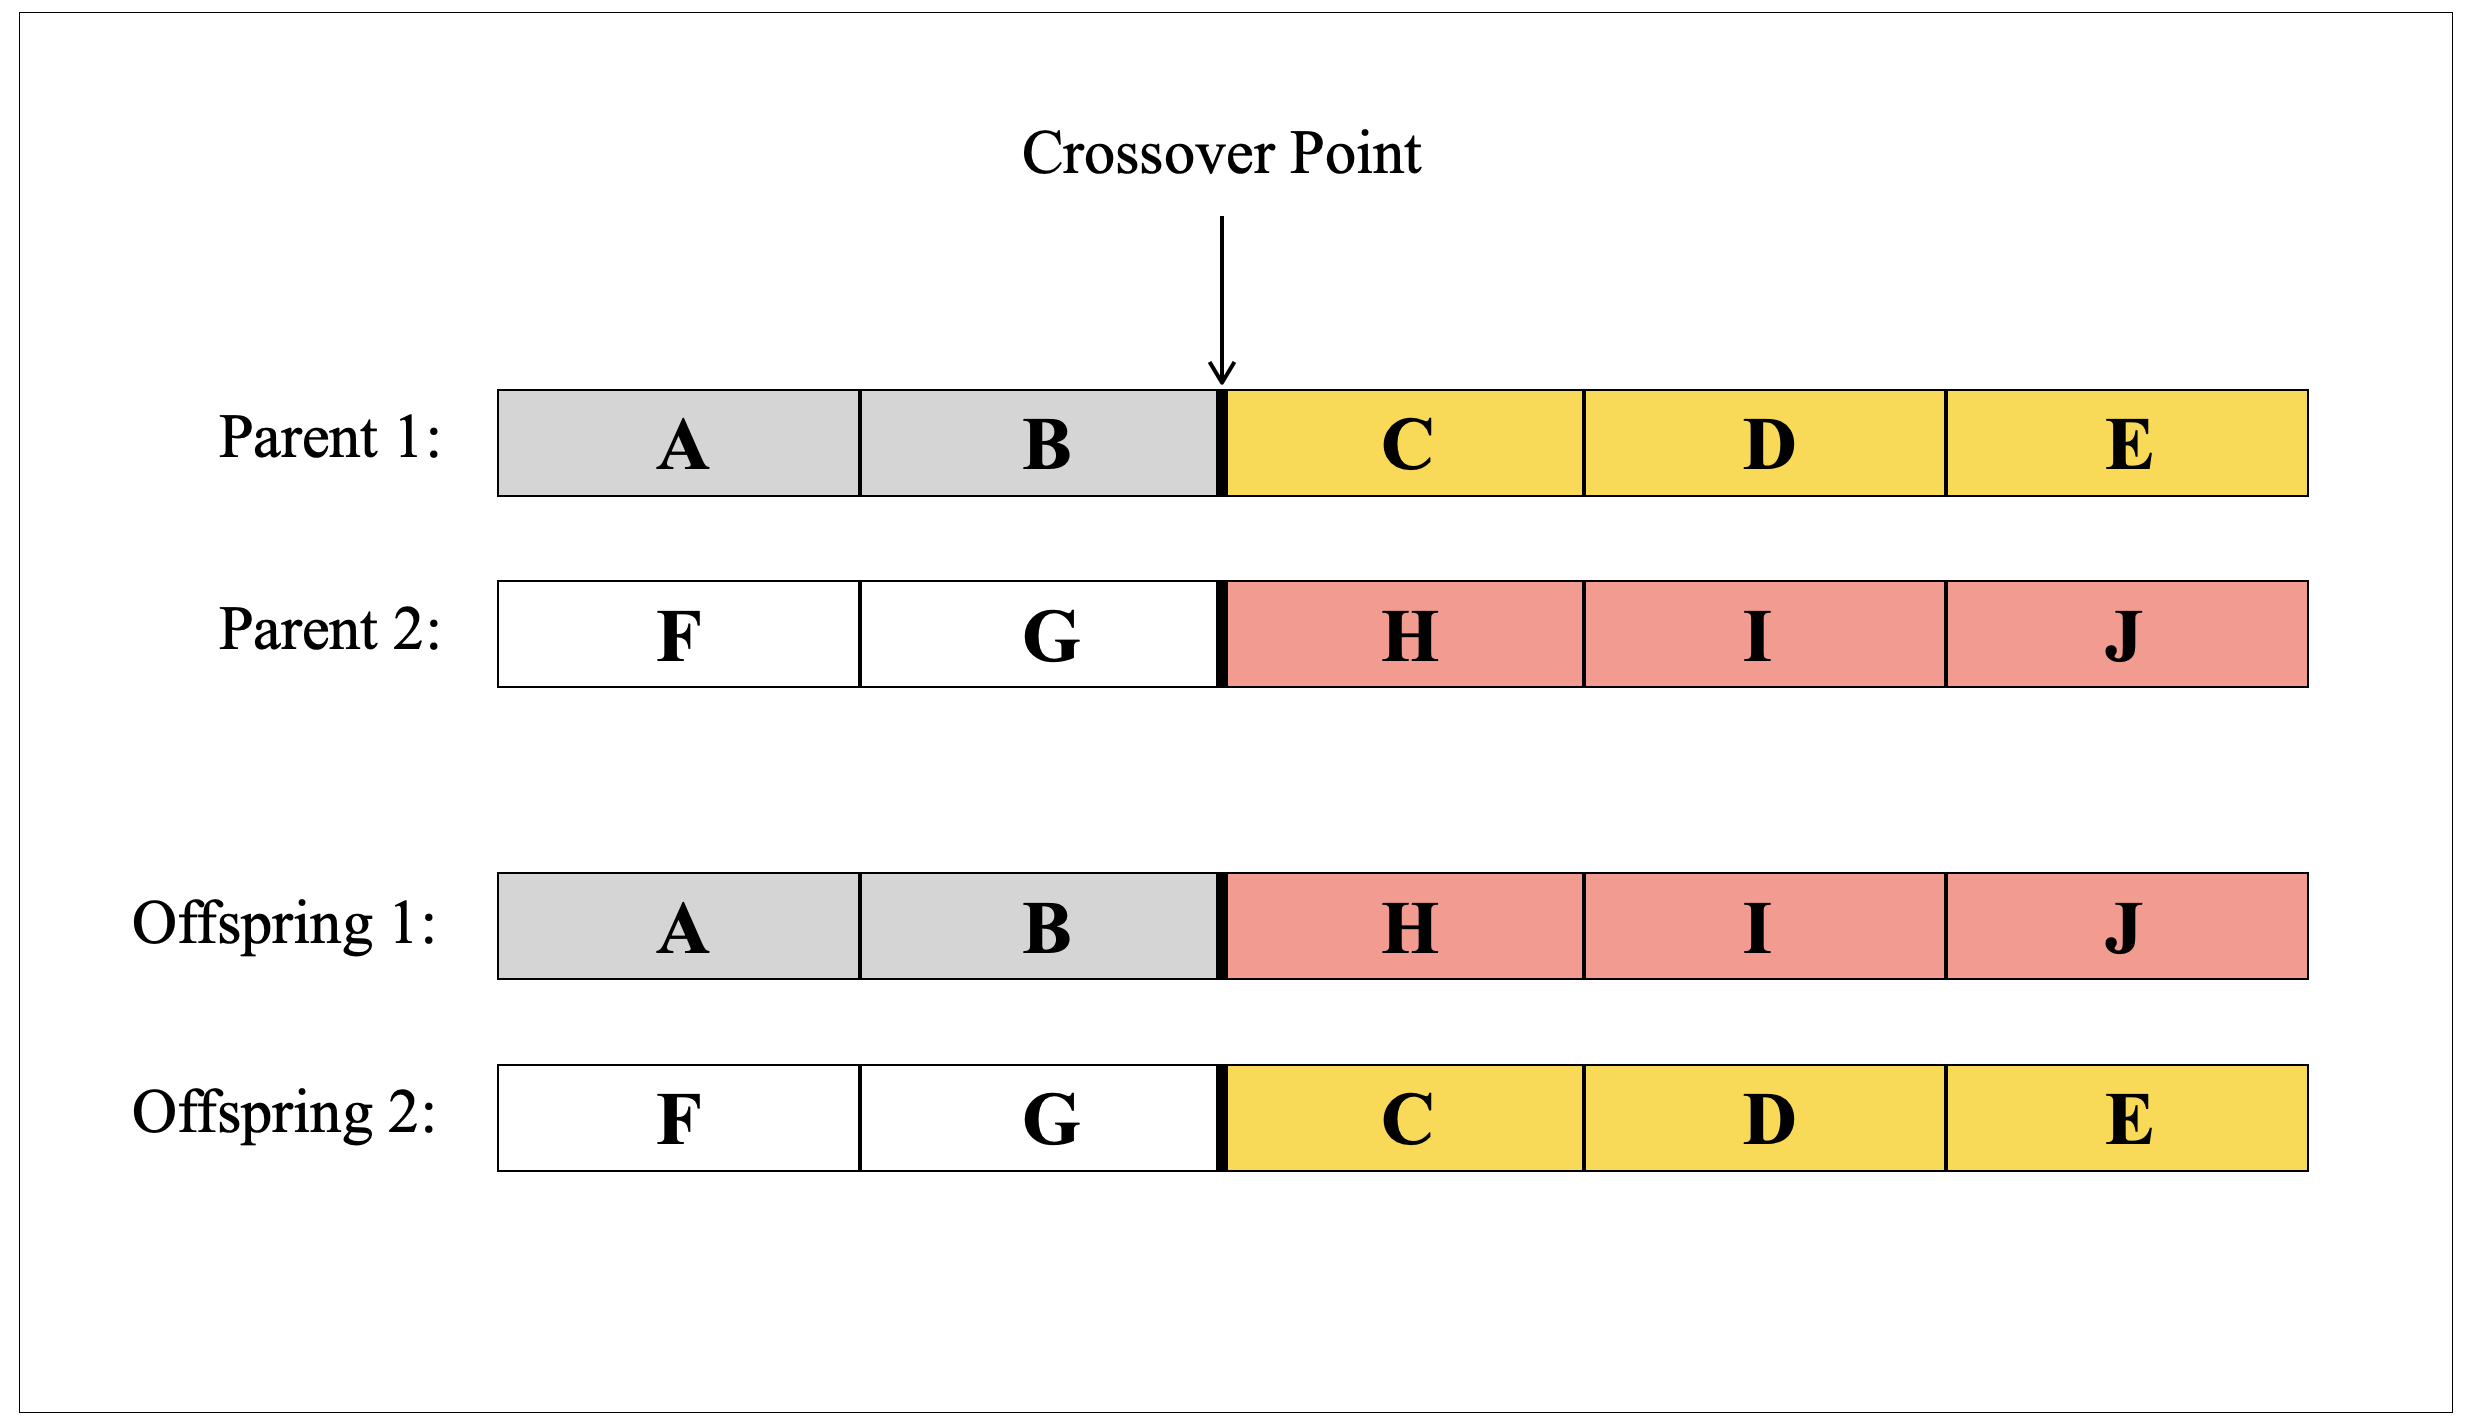 Crossover Point
Parent 1: A B C D E
Parent 2: F G H I J
Offspring 1: A B H I J
Offspring 2: F G C D E